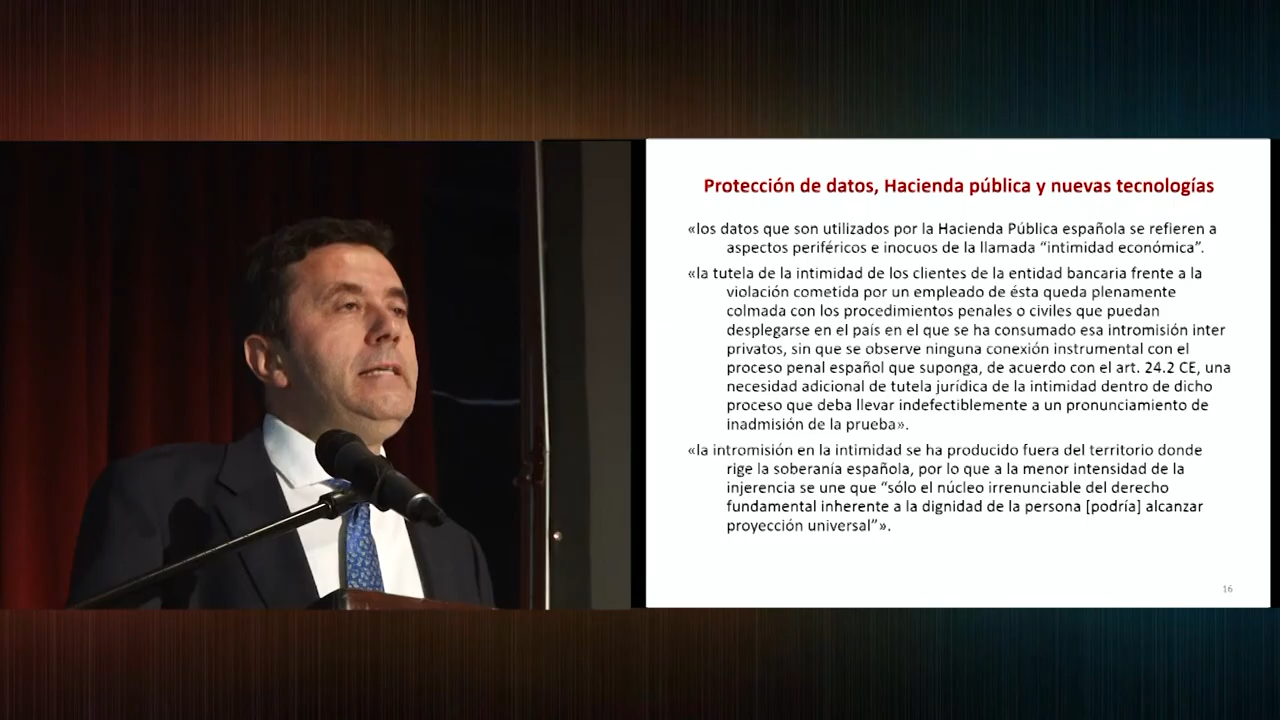 Protección de datos, Hacienda pública y nuevas tecnologías
«los datos que son utilizados por la Hacienda Pública española se refieren a
aspectos periféricos e inocuos de la llamada “intimidad económica”.
«la tutela de la intimidad de los clientes de la entidad bancaria frente a la
violación cometida por un empleado de ésta queda plenamente
colmada con los procedimientos penales o civiles que puedan
desplegarse en el país en el que se ha consumado esa intromisión inter
privatos, sin que se observe ninguna conexión instrumental con el
proceso penal español que suponga, de acuerdo con el art. 24.2 CE, una
necesidad adicional de tutela jurídica de la intimidad dentro de dicho
proceso que deba llevar indefectiblemente a un pronunciamiento de
inadmisión de la prueba».
«la intromisión en la intimidad se ha producido fuera del territorio donde
rige la soberanía española, por lo que a la menor intensidad de la
injerencia se une que “sólo el núcleo irrenunciable del derecho
fundamental inherente a la dignidad de la persona [podría] alcanzar
proyección universal”».
16